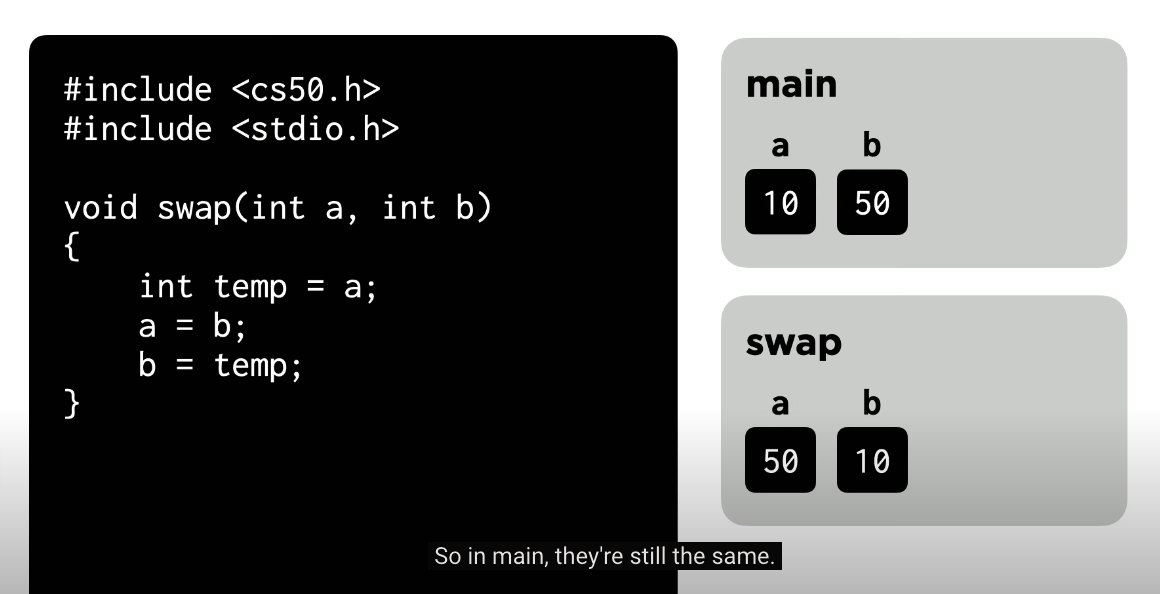 #include <cs50.h>
#include <stdio.h>
void swap(int a, int b)
{
    int temp = a;
    a = b;
    b = temp;
}
main
a b
10 50
swap
a b
50 10
So in main, they're still the same.